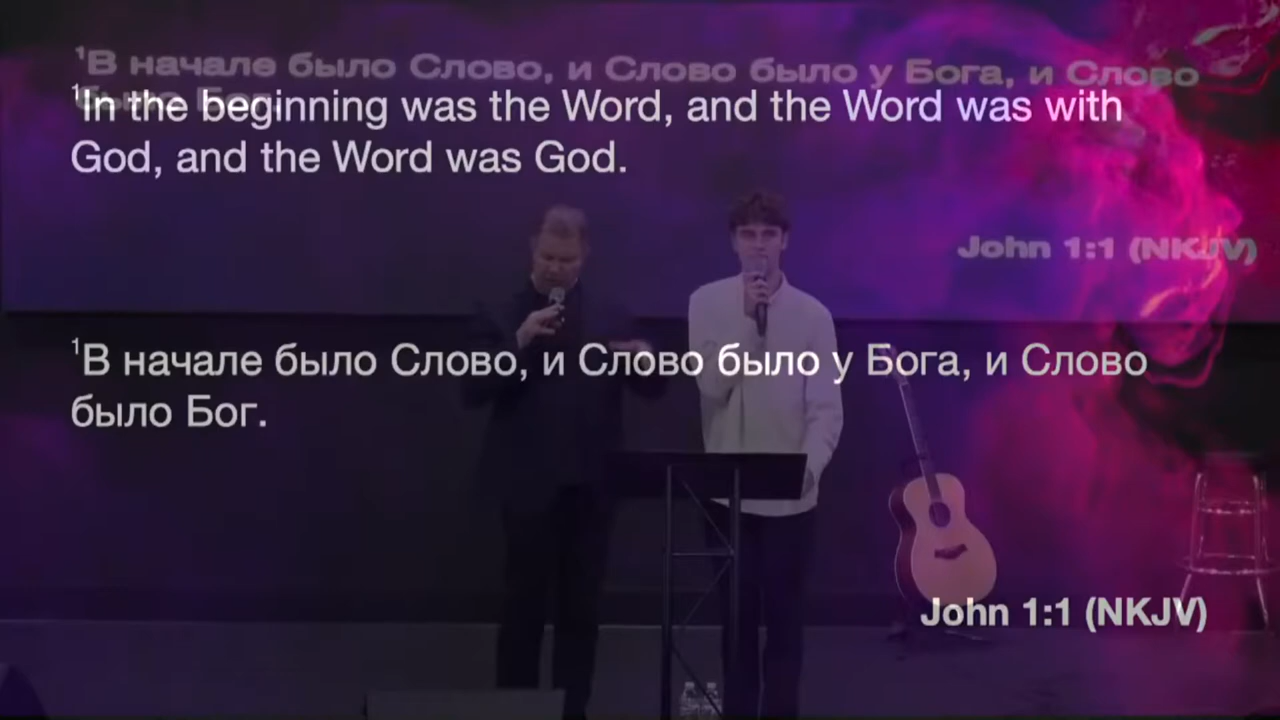 ¹В начале было Слово, и Слово было у Бога, и Слово
было Бог.
¹In the beginning was the Word, and the Word was with
God, and the Word was God.
John 1:1 (NKJV)
¹В начале было Слово, и Слово было у Бога, и Слово
было Бог.
John 1:1 (NKJV)